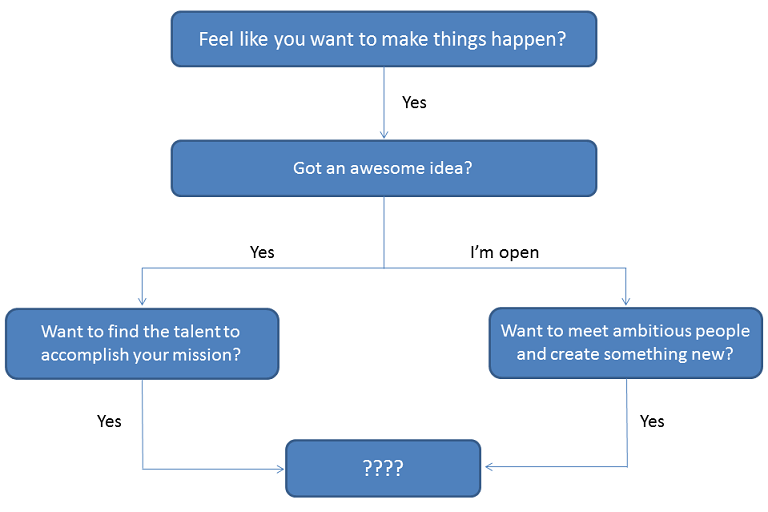 Feel like you want to make things happen?
Yes
Got an awesome idea?
Yes
I'm open
Want to find the talent to
accomplish your mission?
Want to meet ambitious people
and create something new?
Yes
Yes
????